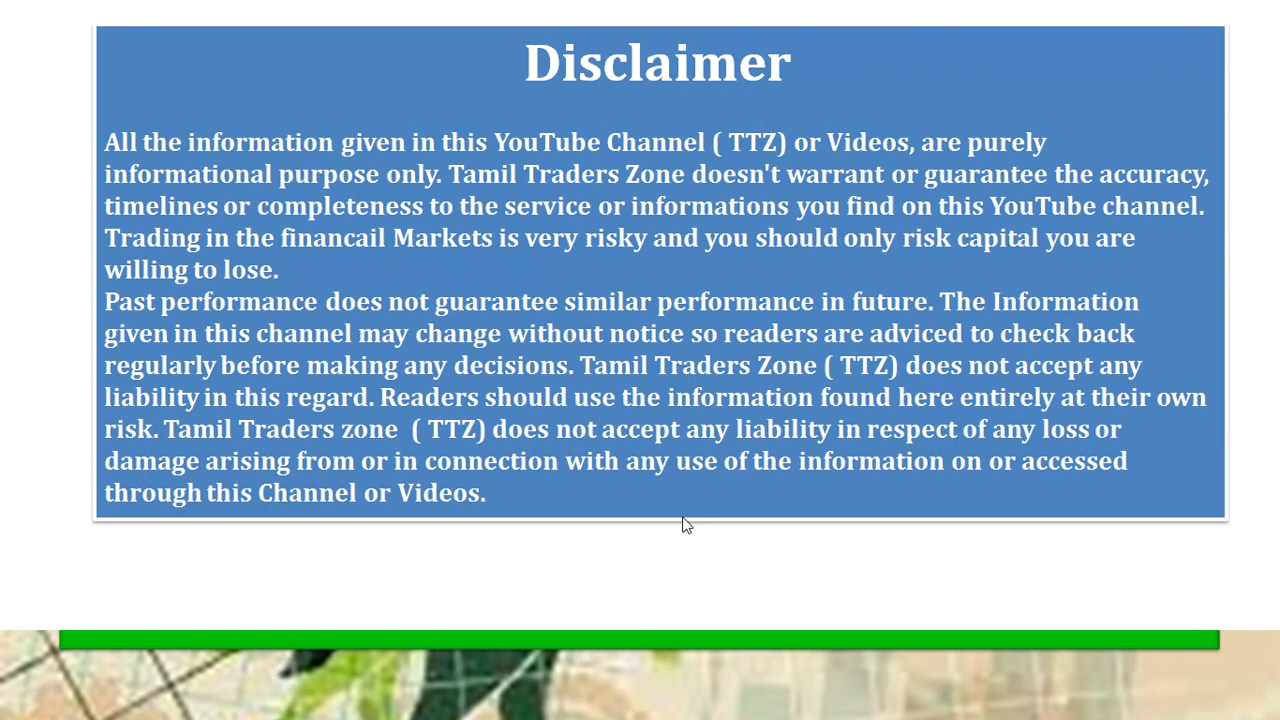 Disclaimer
All the information given in this YouTube Channel ( TTZ) or Videos, are purely
informational purpose only. Tamil Traders Zone doesn't warrant or guarantee the accuracy,
timelines or completeness to the service or informations you find on this YouTube channel.
Trading in the financail Markets is very risky and you should only risk capital you are
willing to lose.
Past performance does not guarantee similar performance in future. The Information
given in this channel may change without notice so readers are adviced to check back
regularly before making any decisions. Tamil Traders Zone ( TTZ) does not accept any
liability in this regard. Readers should use the information found here entirely at their own
risk. Tamil Traders zone  ( TTZ) does not accept any liability in respect of any loss or
damage arising from or in connection with any use of the information on or accessed
through this Channel or Videos.